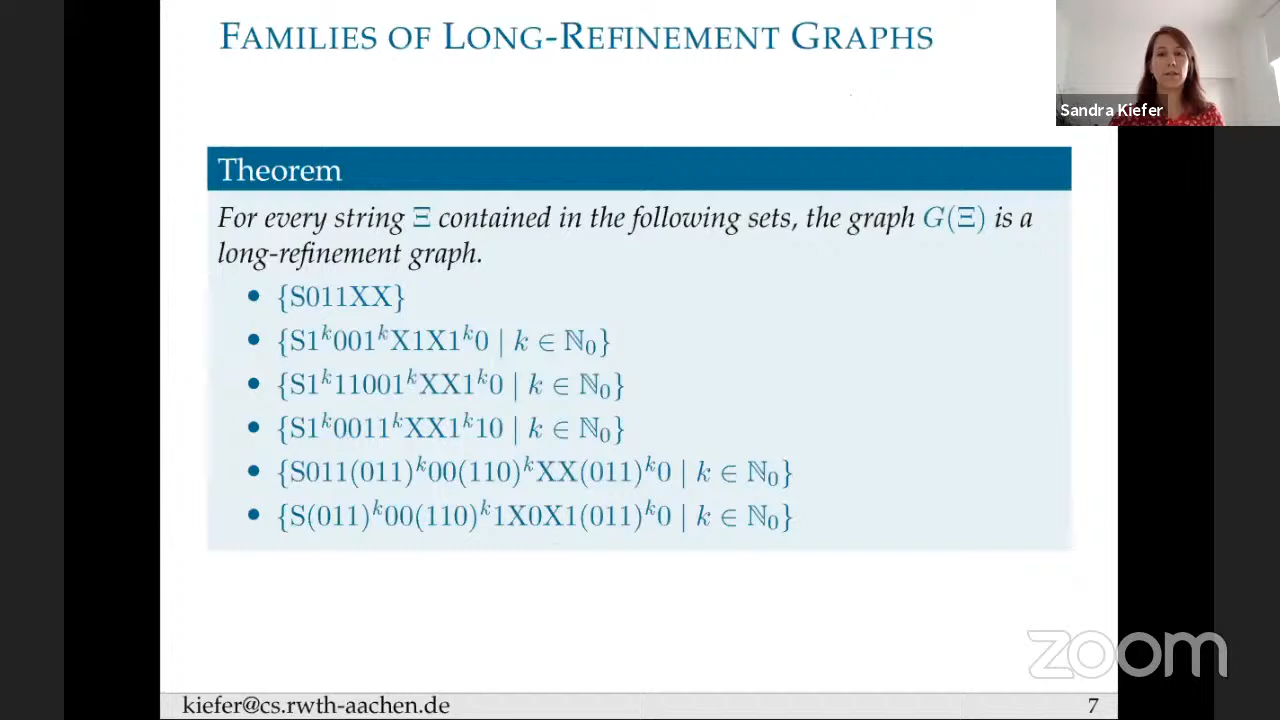 FAMILIES OF LONG-REFINEMENT GRAPHS
Sandra Kiefer
Theorem
For every string Ξ contained in the following sets, the graph G(Ξ) is a
long-refinement graph.
• {S011XX}
• {S1^k001^kX1X1^k0 | k ∈ ℕ₀}
• {S1^k11001^kXX1^k0 | k ∈ ℕ₀}
• {S1^k0011^kXX1^k10 | k ∈ ℕ₀}
• {S011(011)^k00(110)^kXX(011)^k0 | k ∈ ℕ₀}
• {S(011)^k00(110)^k1X0X1(011)^k0 | k ∈ ℕ₀}
zoom
kiefer@cs.rwth-aachen.de 7